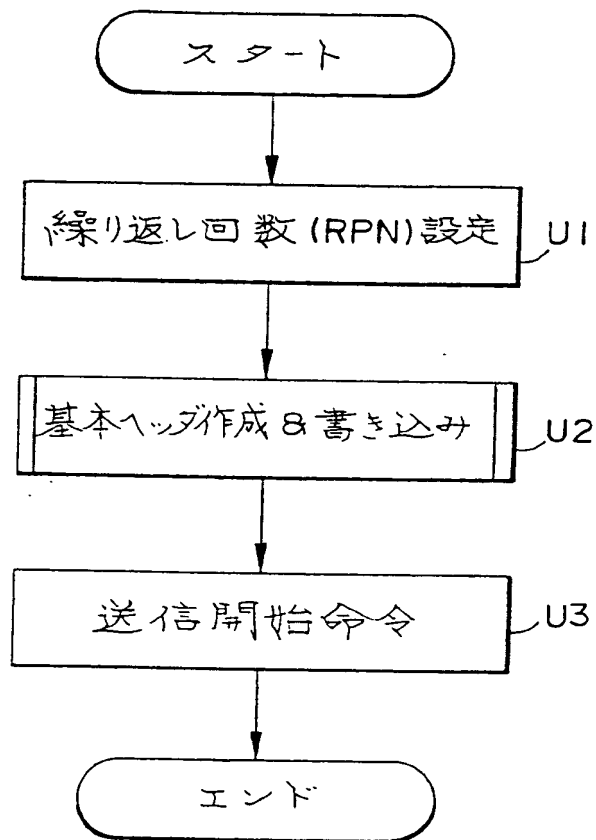 スタート
繰り返し回数(RPN)設定 U1
基本ヘッダ作成&書き込み U2
送信開始命令 U3
エンド